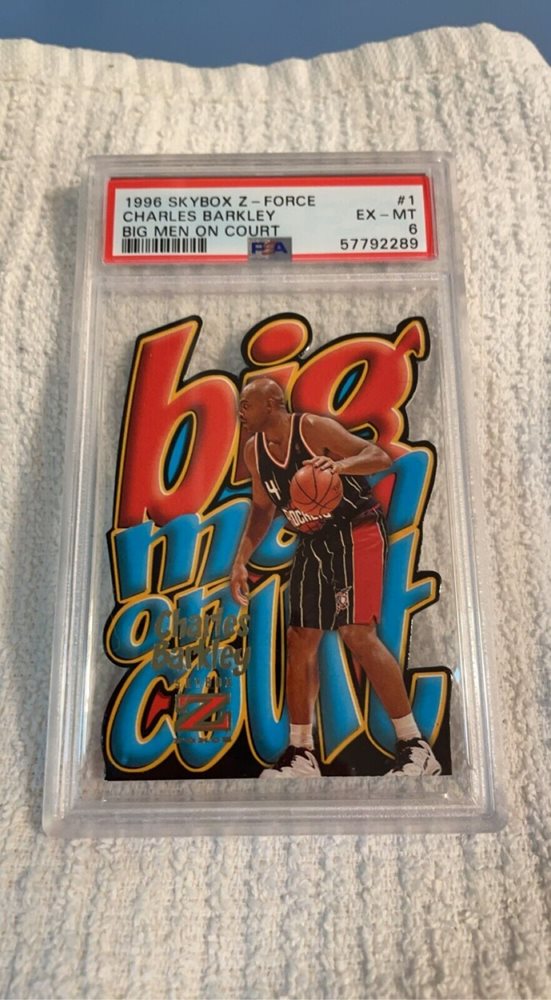 1996 SKYBOX Z-FORCE #1
CHARLES BARKLEY EX-MT
BIG MEN ON COURT 6
PSA 57792289
big
men
on
court
4
ROCKETS
Charles
Barkley
Z